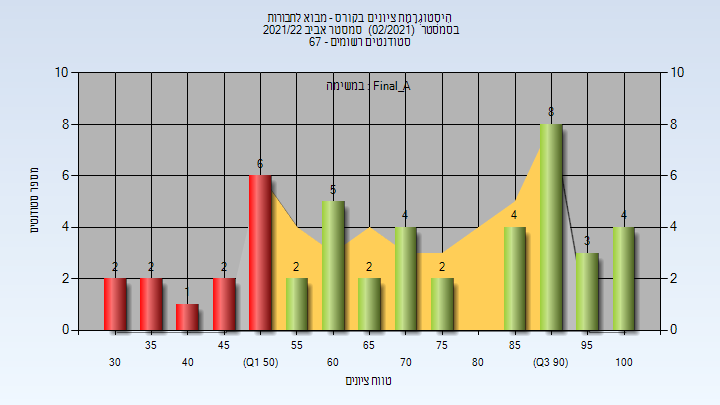 היסטוגרמת ציונים בקורס - מבוא לחבורות
בסמסטר (02/2021) סמסטר אביב 2021/22
סטודנטים רשומים - 67
במשימה : Final_A
מספר סטודנטים
10 10
8 8
6 6
4 4
2 2
0 0
2 2 1 2 6 2 5 2 4 2 4 8 3 4
35 45 55 65 75 85 95
30 40 (Q1 50) 60 70 80 (Q3 90) 100
טווח ציונים